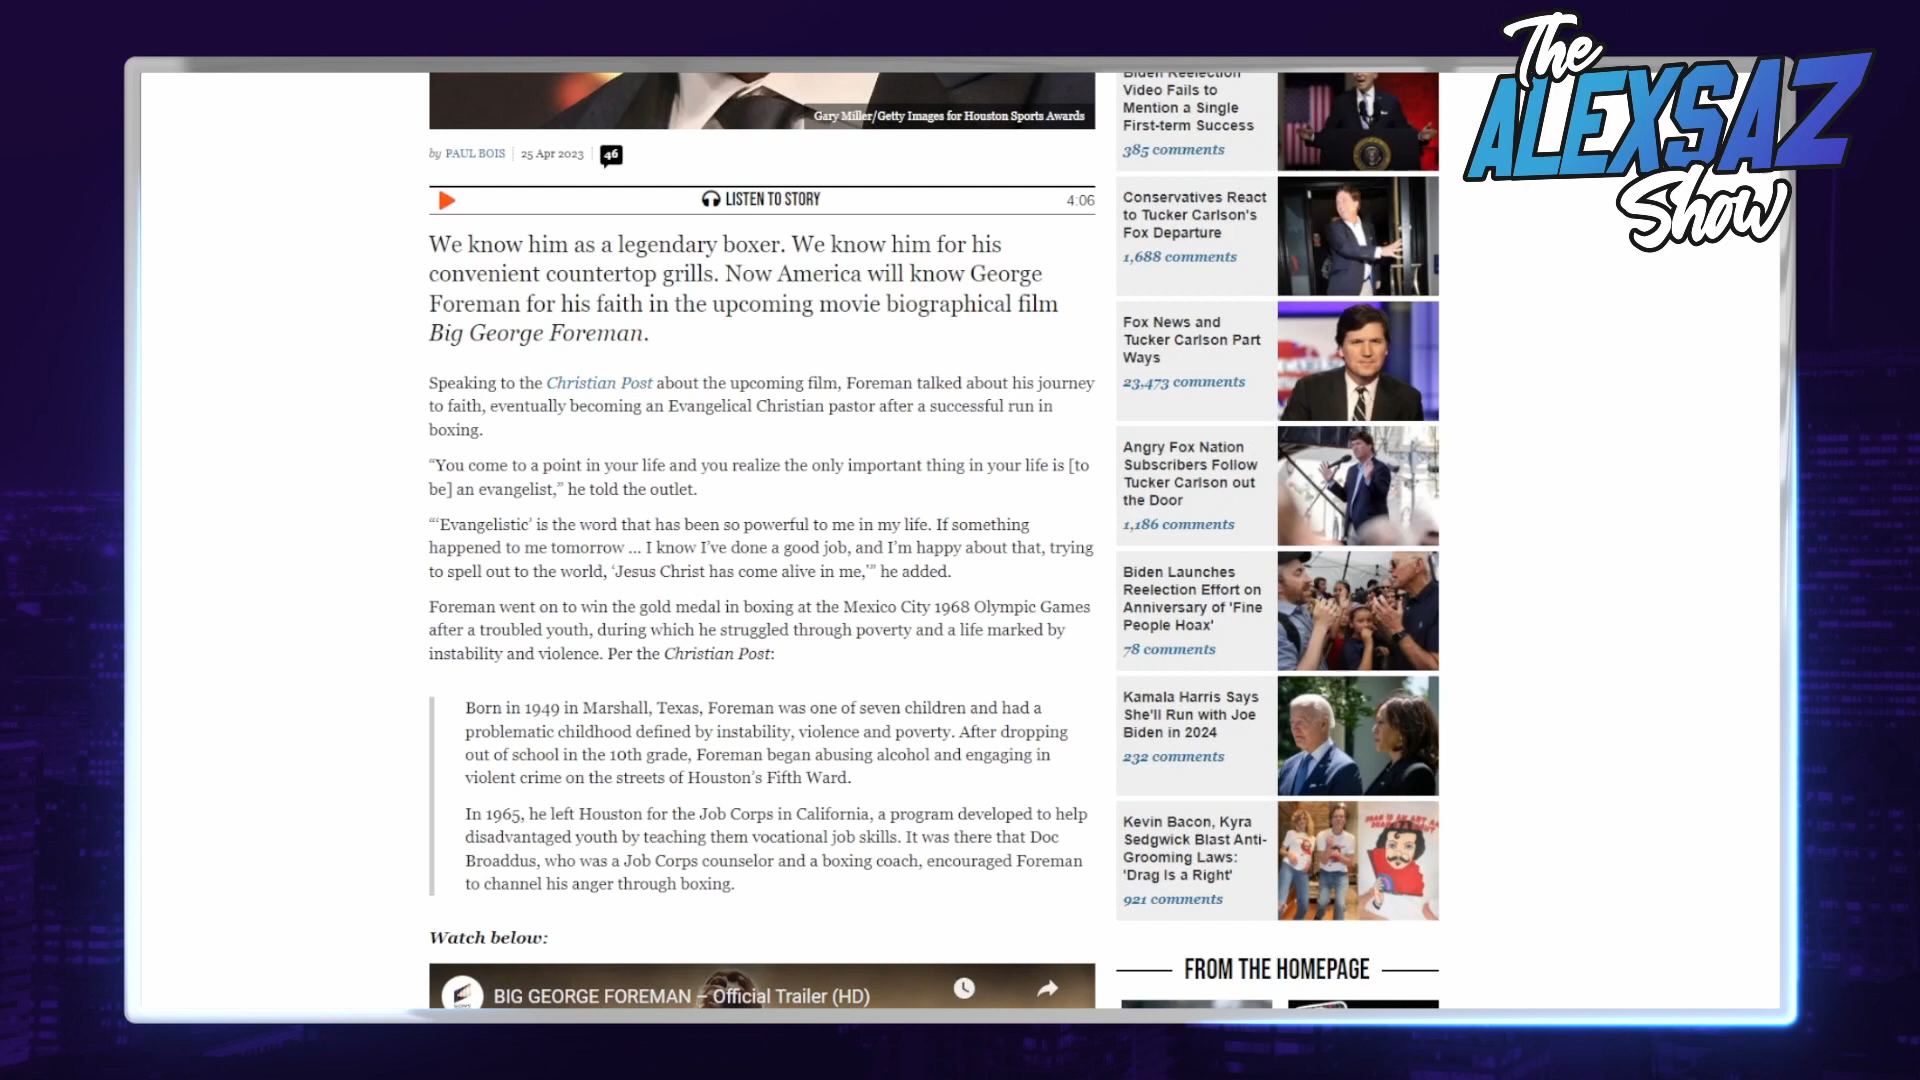 The
ALEXSAZ
Show
Gary Miller/Getty Images for Houston Sports Awards
by PAUL BOIS | 25 Apr 2023 | 46
LISTEN TO STORY 4:06
We know him as a legendary boxer. We know him for his
convenient countertop grills. Now America will know George
Foreman for his faith in the upcoming movie biographical film
Big George Foreman.
Speaking to the Christian Post about the upcoming film, Foreman talked about his journey
to faith, eventually becoming an Evangelical Christian pastor after a successful run in
boxing.
“You come to a point in your life and you realize the only important thing in your life is [to
be] an evangelist,” he told the outlet.
“‘Evangelistic’ is the word that has been so powerful to me in my life. If something
happened to me tomorrow ... I know I’ve done a good job, and I’m happy about that, trying
to spell out to the world, ‘Jesus Christ has come alive in me,’” he added.
Foreman went on to win the gold medal in boxing at the Mexico City 1968 Olympic Games
after a troubled youth, during which he struggled through poverty and a life marked by
instability and violence. Per the Christian Post:
Born in 1949 in Marshall, Texas, Foreman was one of seven children and had a
problematic childhood defined by instability, violence and poverty. After dropping
out of school in the 10th grade, Foreman began abusing alcohol and engaging in
violent crime on the streets of Houston’s Fifth Ward.
In 1965, he left Houston for the Job Corps in California, a program developed to help
disadvantaged youth by teaching them vocational job skills. It was there that Doc
Broaddus, who was a Job Corps counselor and a boxing coach, encouraged Foreman
to channel his anger through boxing.
Watch below:
BIG GEORGE FOREMAN – Official Trailer (HD)
Biden Reelection
Video Fails to
Mention a Single
First-term Success
385 comments
Conservatives React
to Tucker Carlson's
Fox Departure
1,688 comments
Fox News and
Tucker Carlson Part
Ways
23,473 comments
Angry Fox Nation
Subscribers Follow
Tucker Carlson out
the Door
1,186 comments
Biden Launches
Reelection Effort on
Anniversary of 'Fine
People Hoax'
78 comments
Kamala Harris Says
She'll Run with Joe
Biden in 2024
232 comments
Kevin Bacon, Kyra
Sedgwick Blast Anti-
Grooming Laws:
'Drag Is a Right'
921 comments
FROM THE HOMEPAGE